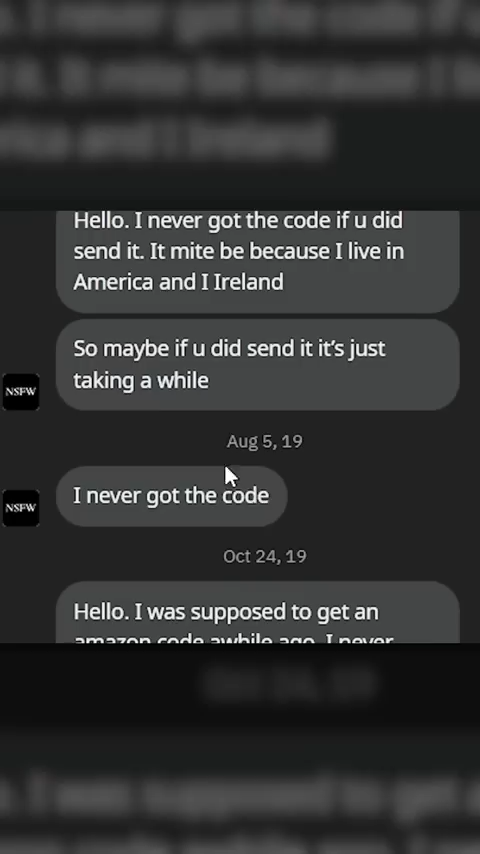 Hello. I never got the code if u did
send it. It mite be because I live in
America and I Ireland
So maybe if u did send it it's just
taking a while
NSFW
Aug 5, 19
I never got the code
NSFW
Oct 24, 19
Hello. I was supposed to get an
amazon code awhile ago. I never